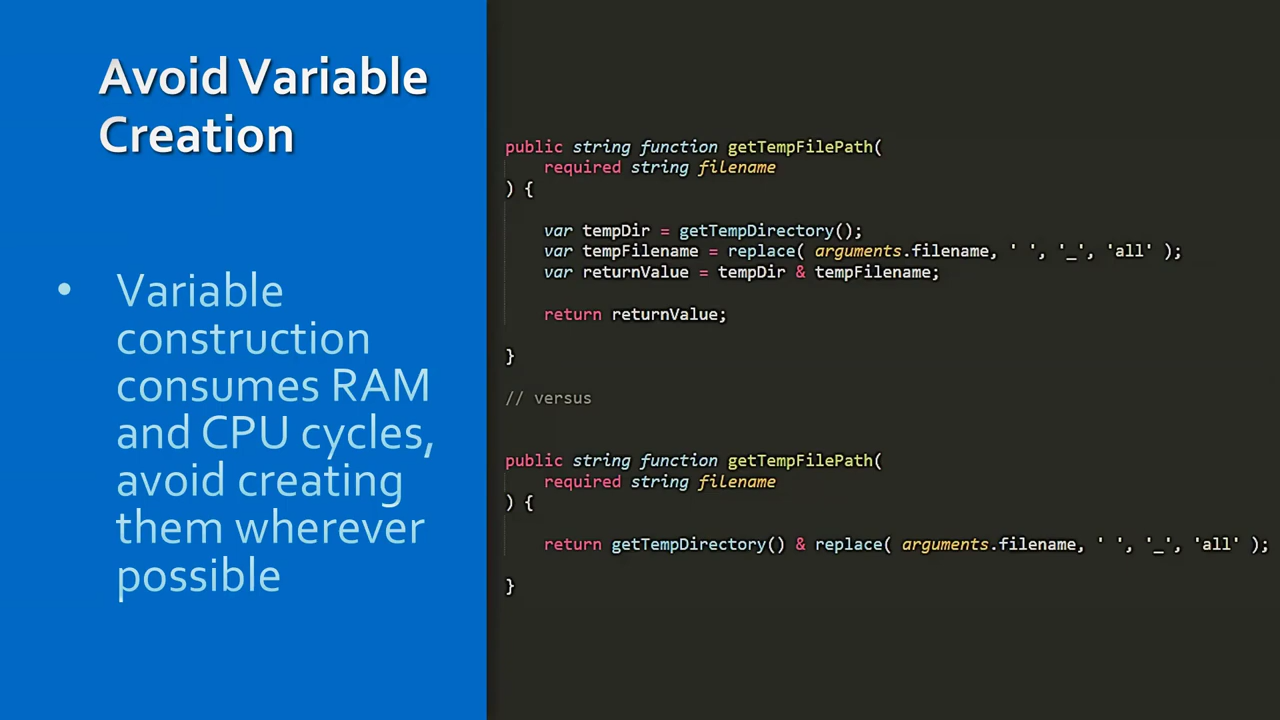 Avoid Variable
Creation
• Variable
construction
consumes RAM
and CPU cycles,
avoid creating
them wherever
possible
public string function getTempFilePath(
required string filename
) {
var tempDir = getTempDirectory();
var tempFilename = replace( arguments.filename, ' ', '_', 'all' );
var returnValue = tempDir & tempFilename;
return returnValue;
}
// versus
public string function getTempFilePath(
required string filename
) {
return getTempDirectory() & replace( arguments.filename, ' ', '_', 'all' );
}